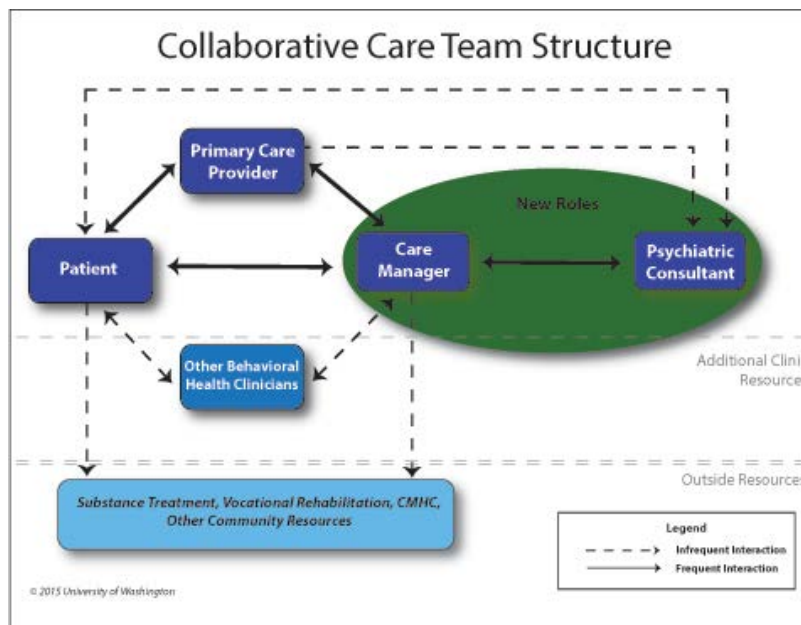 Collaborative Care Team Structure
Primary Care
Provider
New Roles
Patient
Care
Manager
Psychiatric
Consultant
Other Behavioral
Health Clinicians
Additional Clini
Resource
Outside Resources
Substance Treatment, Vocational Rehabilitation, CMHC,
Other Community Resources
Legend
Infrequent Interaction
Frequent Interaction
© 2015 University of Washington